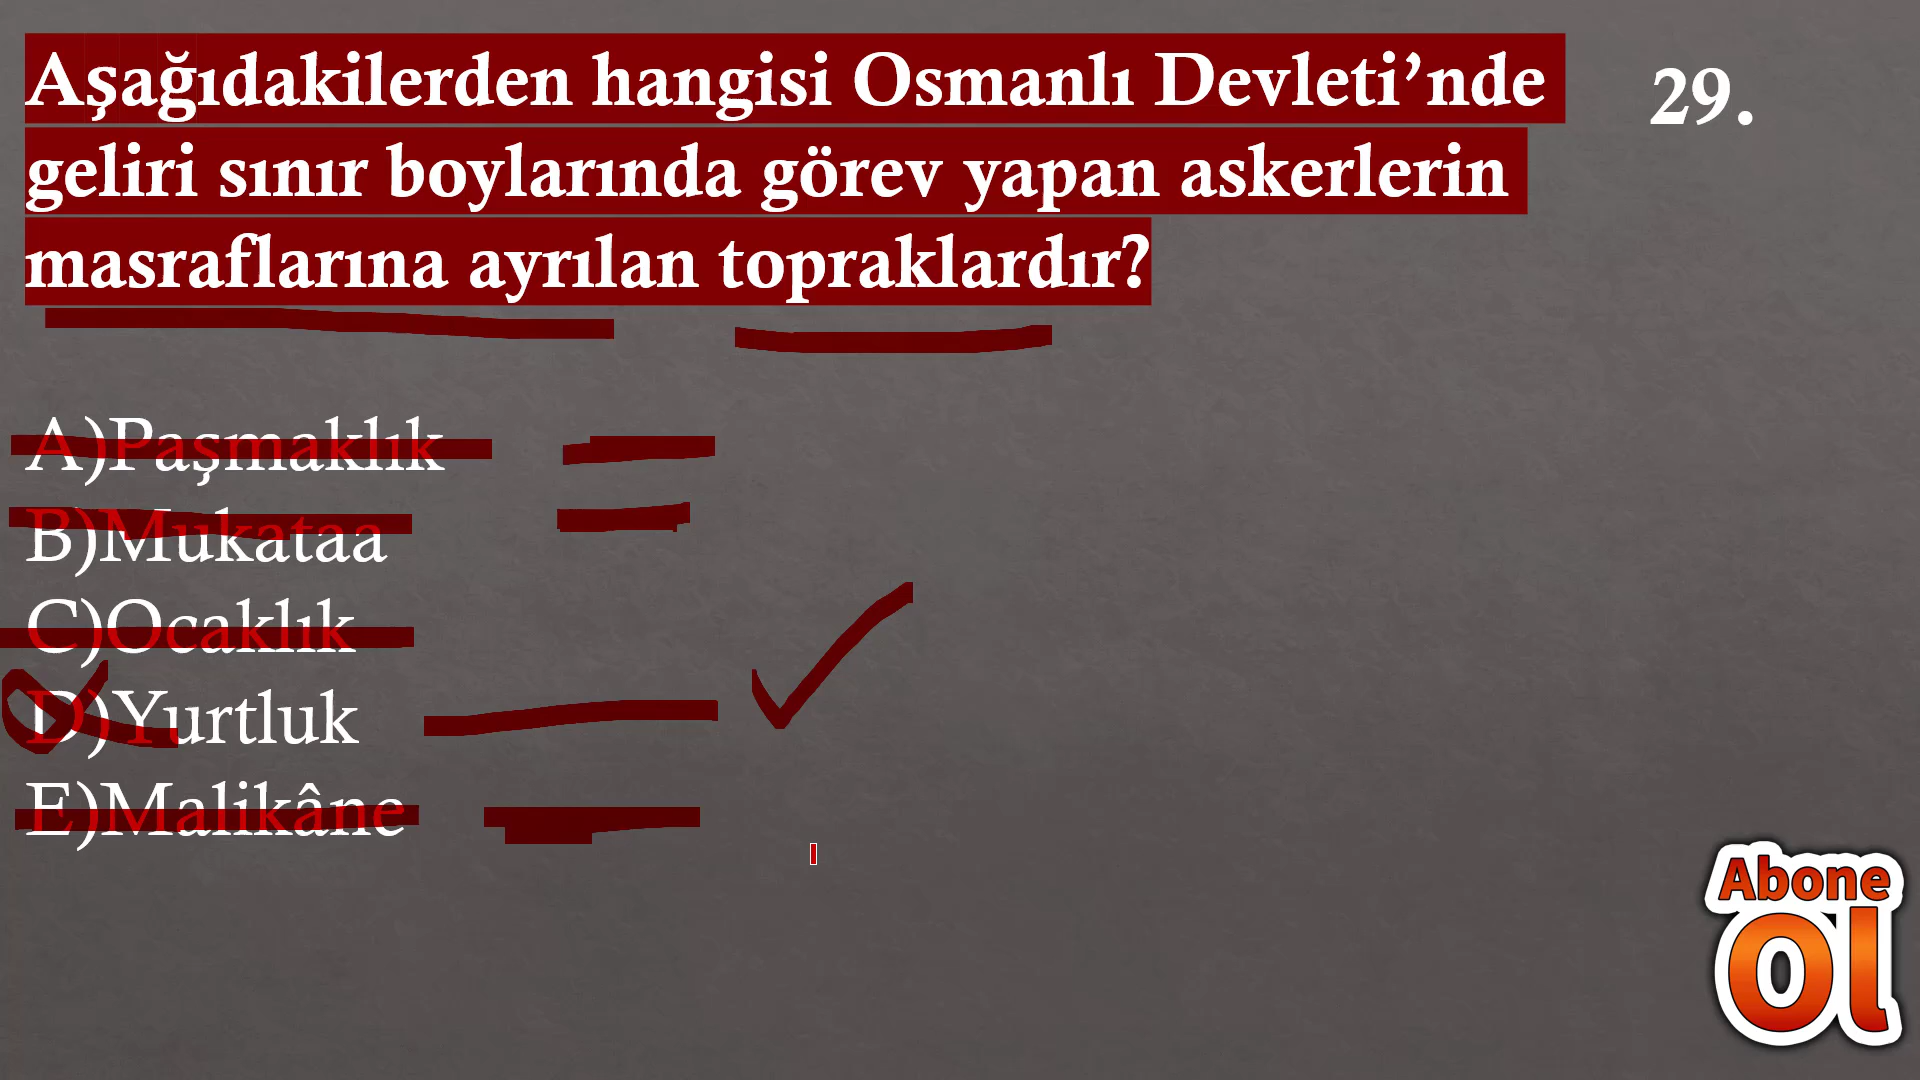 Aşağıdakilerden hangisi Osmanlı Devleti’nde
geliri sınır boylarında görev yapan askerlerin
masraflarına ayrılan topraklardır?
29.
A)Paşmaklık
B)Mukataa
C)Ocaklık
D)Yurtluk
E)Malikâne
Abone
Ol